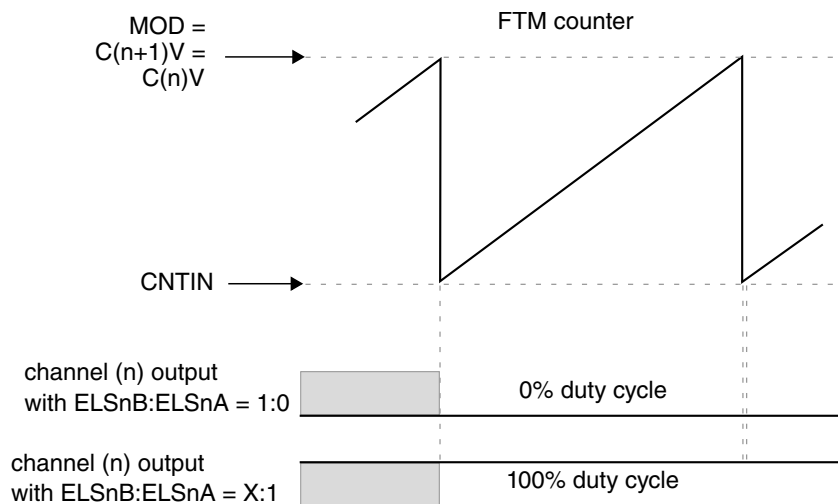 MOD =
C(n+1)V =
C(n)V
FTM counter
CNTIN
channel (n) output
with ELSnB:ELSnA = 1:0
0% duty cycle
channel (n) output
with ELSnB:ELSnA = X:1
100% duty cycle